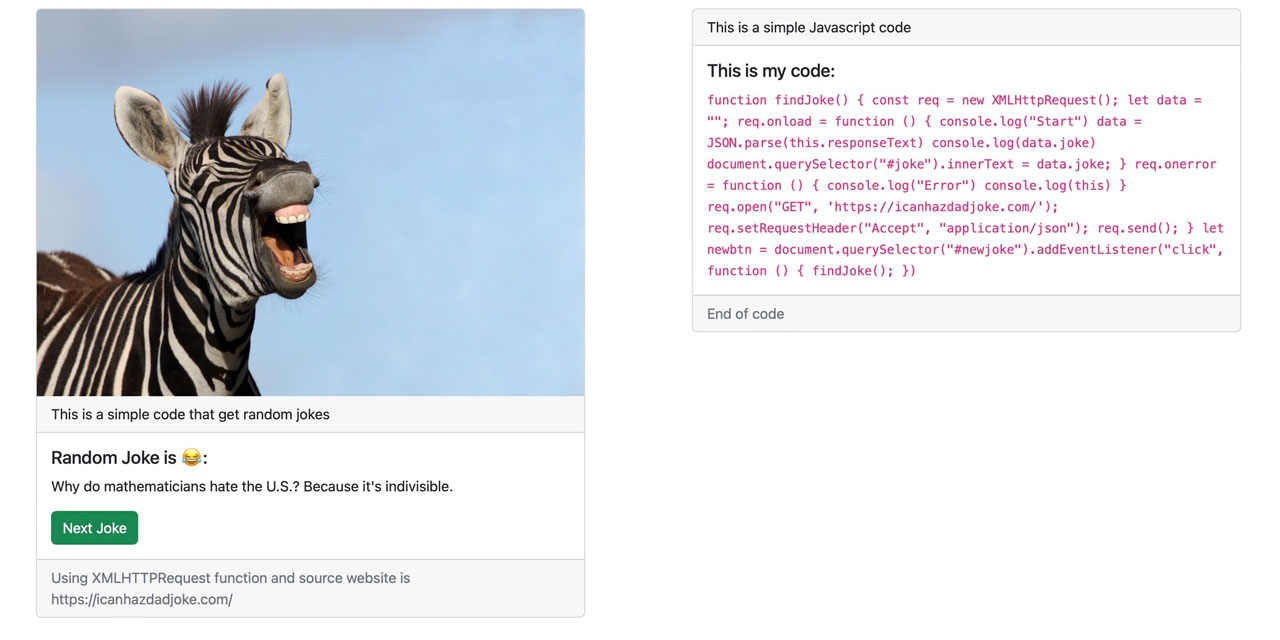 This is a simple code that get random jokes
Random Joke is 😂:
Why do mathematicians hate the U.S.? Because it's indivisible.
Next Joke
Using XMLHTTPRequest function and source website is
https://icanhazdadjoke.com/
This is a simple Javascript code
This is my code:
function findJoke() { const req = new XMLHttpRequest(); let data =
""; req.onload = function () { console.log("Start") data =
JSON.parse(this.responseText) console.log(data.joke)
document.querySelector("#joke").innerText = data.joke; } req.onerror
= function () { console.log("Error") console.log(this) }
req.open("GET", 'https://icanhazdadjoke.com/');
req.setRequestHeader("Accept", "application/json"); req.send(); } let
newbtn = document.querySelector("#newjoke").addEventListener("click",
function () { findJoke(); })
End of code